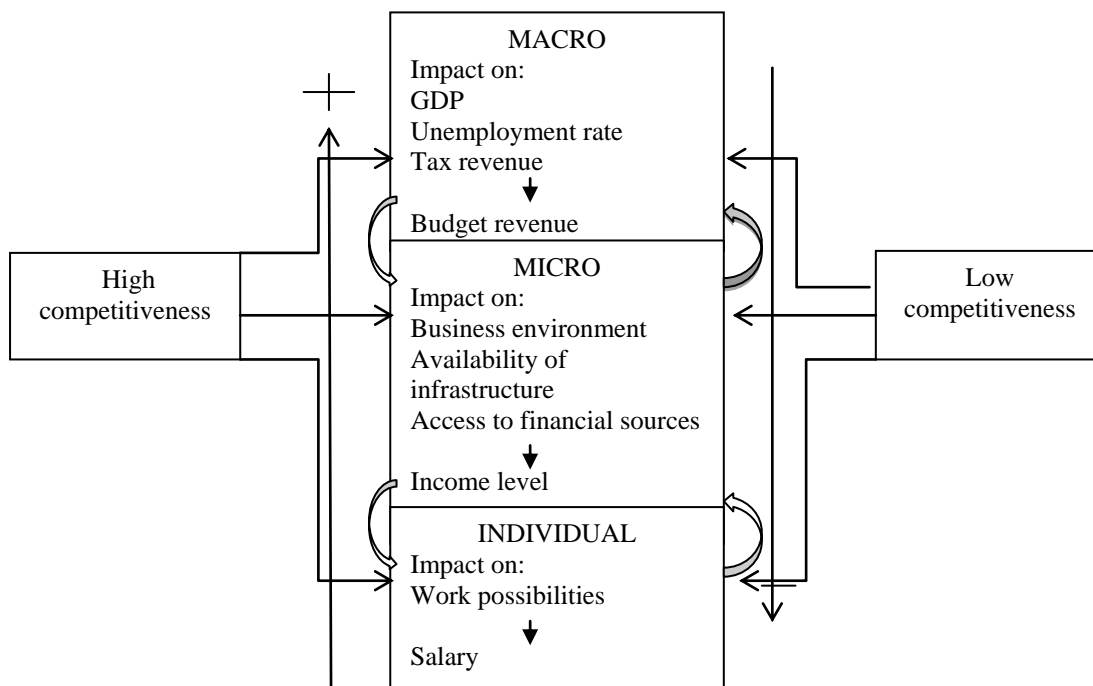 MACRO
Impact on:
GDP
Unemployment rate
Tax revenue
Budget revenue
High
competitiveness
MICRO
Impact on:
Business environment
Availability of
infrastructure
Access to financial sources
Income level
Low
competitiveness
INDIVIDUAL
Impact on:
Work possibilities
Salary